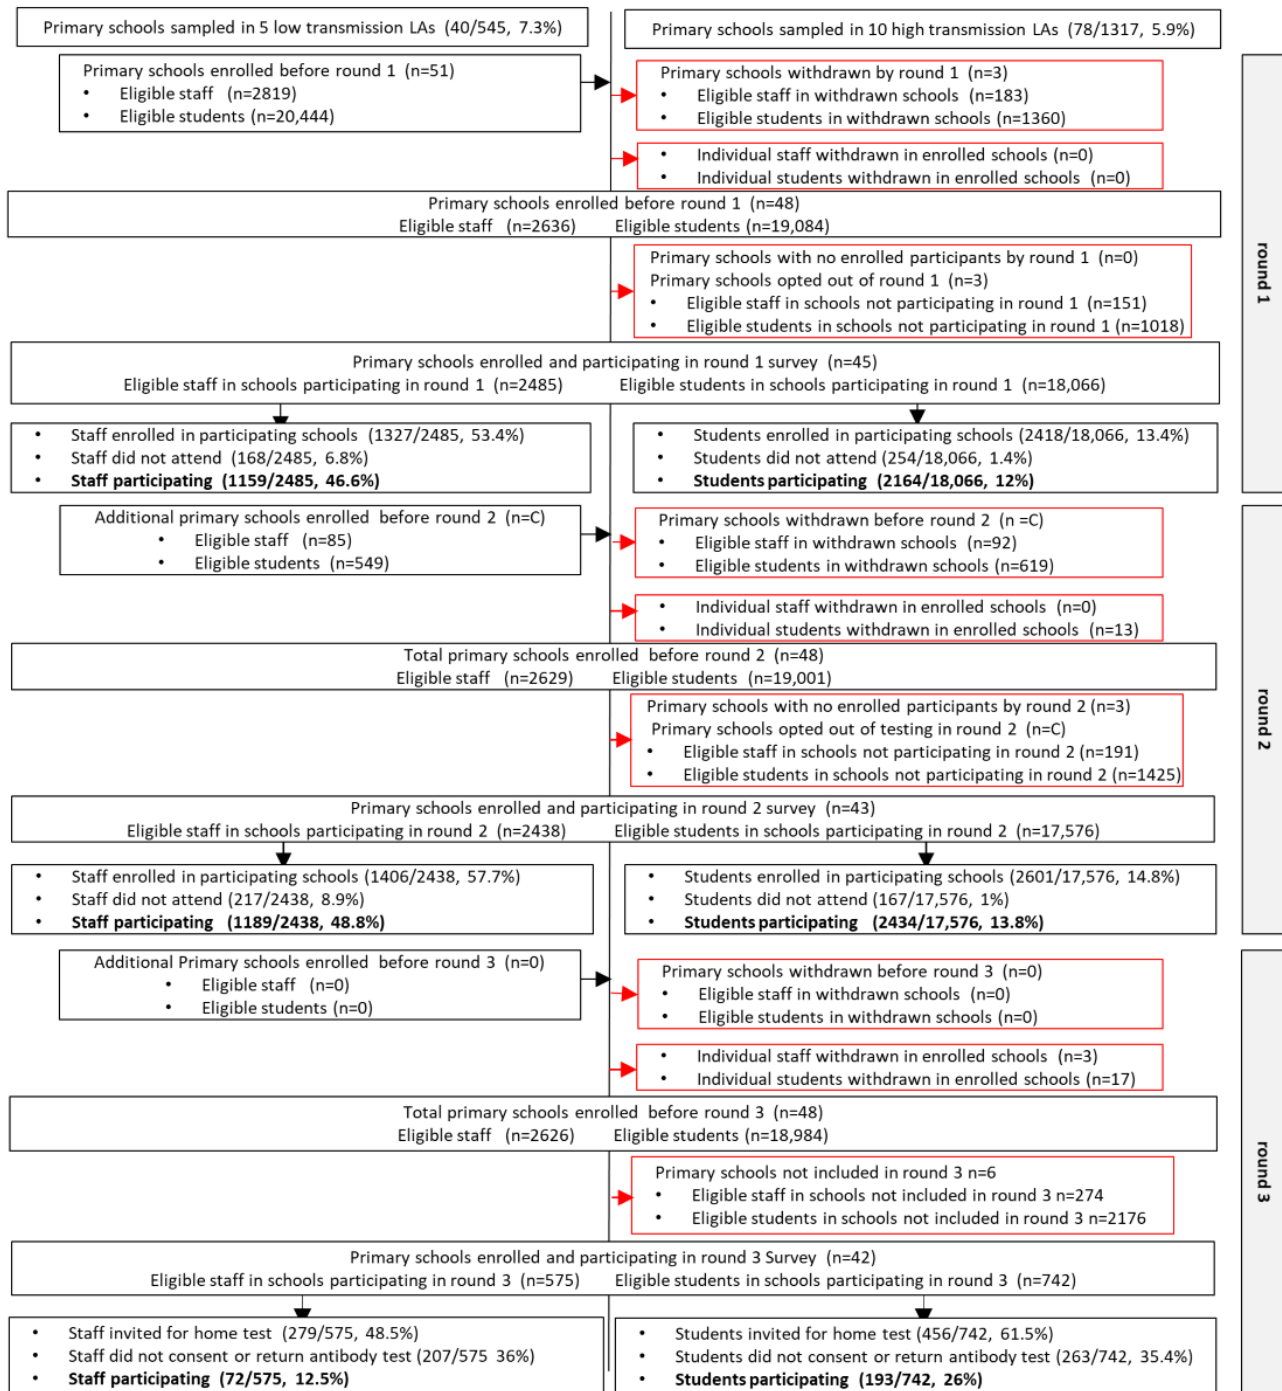 Primary schools sampled in 5 low transmission LAs (40/545, 7.3%)
Primary schools sampled in 10 high transmission LAs (78/1317, 5.9%)
Primary schools enrolled before round 1 (n=51)
• Eligible staff (n=2819)
• Eligible students (n=20,444)
Primary schools withdrawn by round 1 (n=3)
• Eligible staff in withdrawn schools (n=183)
• Eligible students in withdrawn schools (n=1360)
• Individual staff withdrawn in enrolled schools (n=0)
• Individual students withdrawn in enrolled schools (n=0)
Primary schools enrolled before round 1 (n=48)
Eligible staff (n=2636) Eligible students (n=19,084)
Primary schools with no enrolled participants by round 1 (n=0)
Primary schools opted out of round 1 (n=3)
• Eligible staff in schools not participating in round 1 (n=151)
• Eligible students in schools not participating in round 1 (n=1018)
Primary schools enrolled and participating in round 1 survey (n=45)
Eligible staff in schools participating in round 1 (n=2485) Eligible students in schools participating in round 1 (n=18,066)
• Staff enrolled in participating schools (1327/2485, 53.4%)
• Staff did not attend (168/2485, 6.8%)
• Staff participating (1159/2485, 46.6%)
• Students enrolled in participating schools (2418/18,066, 13.4%)
• Students did not attend (254/18,066, 1.4%)
• Students participating (2164/18,066, 12%)
round 1
Additional primary schools enrolled before round 2 (n=C)
• Eligible staff (n=85)
• Eligible students (n=549)
Primary schools withdrawn before round 2 (n =C)
• Eligible staff in withdrawn schools (n=92)
• Eligible students in withdrawn schools (n=619)
• Individual staff withdrawn in enrolled schools (n=0)
• Individual students withdrawn in enrolled schools (n=13)
Total primary schools enrolled before round 2 (n=48)
Eligible staff (n=2629) Eligible students (n=19,001)
Primary schools with no enrolled participants by round 2 (n=3)
Primary schools opted out of testing in round 2 (n=C)
• Eligible staff in schools not participating in round 2 (n=191)
• Eligible students in schools not participating in round 2 (n=1425)
Primary schools enrolled and participating in round 2 survey (n=43)
Eligible staff in schools participating in round 2 (n=2438) Eligible students in schools participating in round 2 (n=17,576)
• Staff enrolled in participating schools (1406/2438, 57.7%)
• Staff did not attend (217/2438, 8.9%)
• Staff participating (1189/2438, 48.8%)
• Students enrolled in participating schools (2601/17,576, 14.8%)
• Students did not attend (167/17,576, 1%)
• Students participating (2434/17,576, 13.8%)
round 2
Additional Primary schools enrolled before round 3 (n=0)
• Eligible staff (n=0)
• Eligible students (n=0)
Primary schools withdrawn before round 3 (n=0)
• Eligible staff in withdrawn schools (n=0)
• Eligible students in withdrawn schools (n=0)
• Individual staff withdrawn in enrolled schools (n=3)
• Individual students withdrawn in enrolled schools (n=17)
Total primary schools enrolled before round 3 (n=48)
Eligible staff (n=2626) Eligible students (n=18,984)
Primary schools not included in round 3 n=6
• Eligible staff in schools not included in round 3 n=274
• Eligible students in schools not included in round 3 n=2176
Primary schools enrolled and participating in round 3 Survey (n=42)
Eligible staff in schools participating in round 3 (n=575) Eligible students in schools participating in round 3 (n=742)
• Staff invited for home test (279/575, 48.5%)
• Staff did not consent or return antibody test (207/575 36%)
• Staff participating (72/575, 12.5%)
• Students invited for home test (456/742, 61.5%)
• Students did not consent or return antibody test (263/742, 35.4%)
• Students participating (193/742, 26%)
round 3